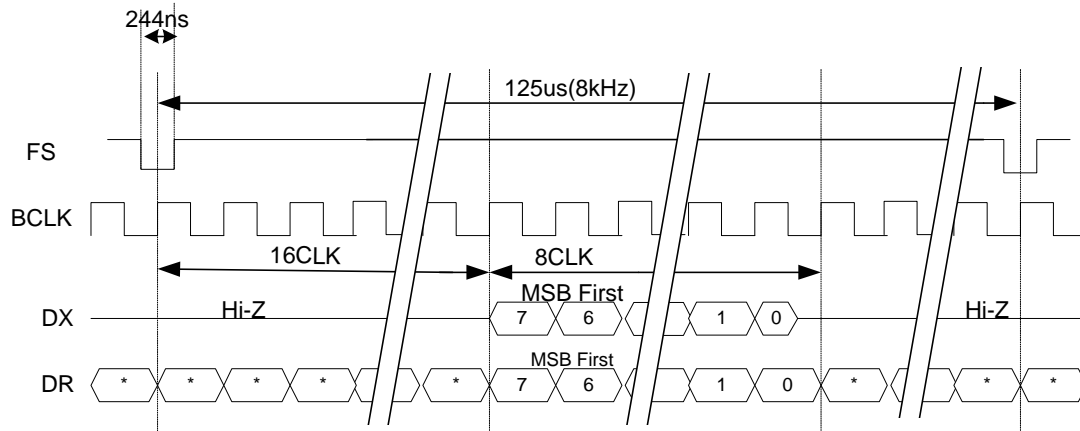 244ns
125us(8kHz)
FS
BCLK
16CLK 8CLK
MSB First
DX Hi-Z 7 6 1 0 Hi-Z
MSB First
DR * * * * * 7 6 1 0 * * *